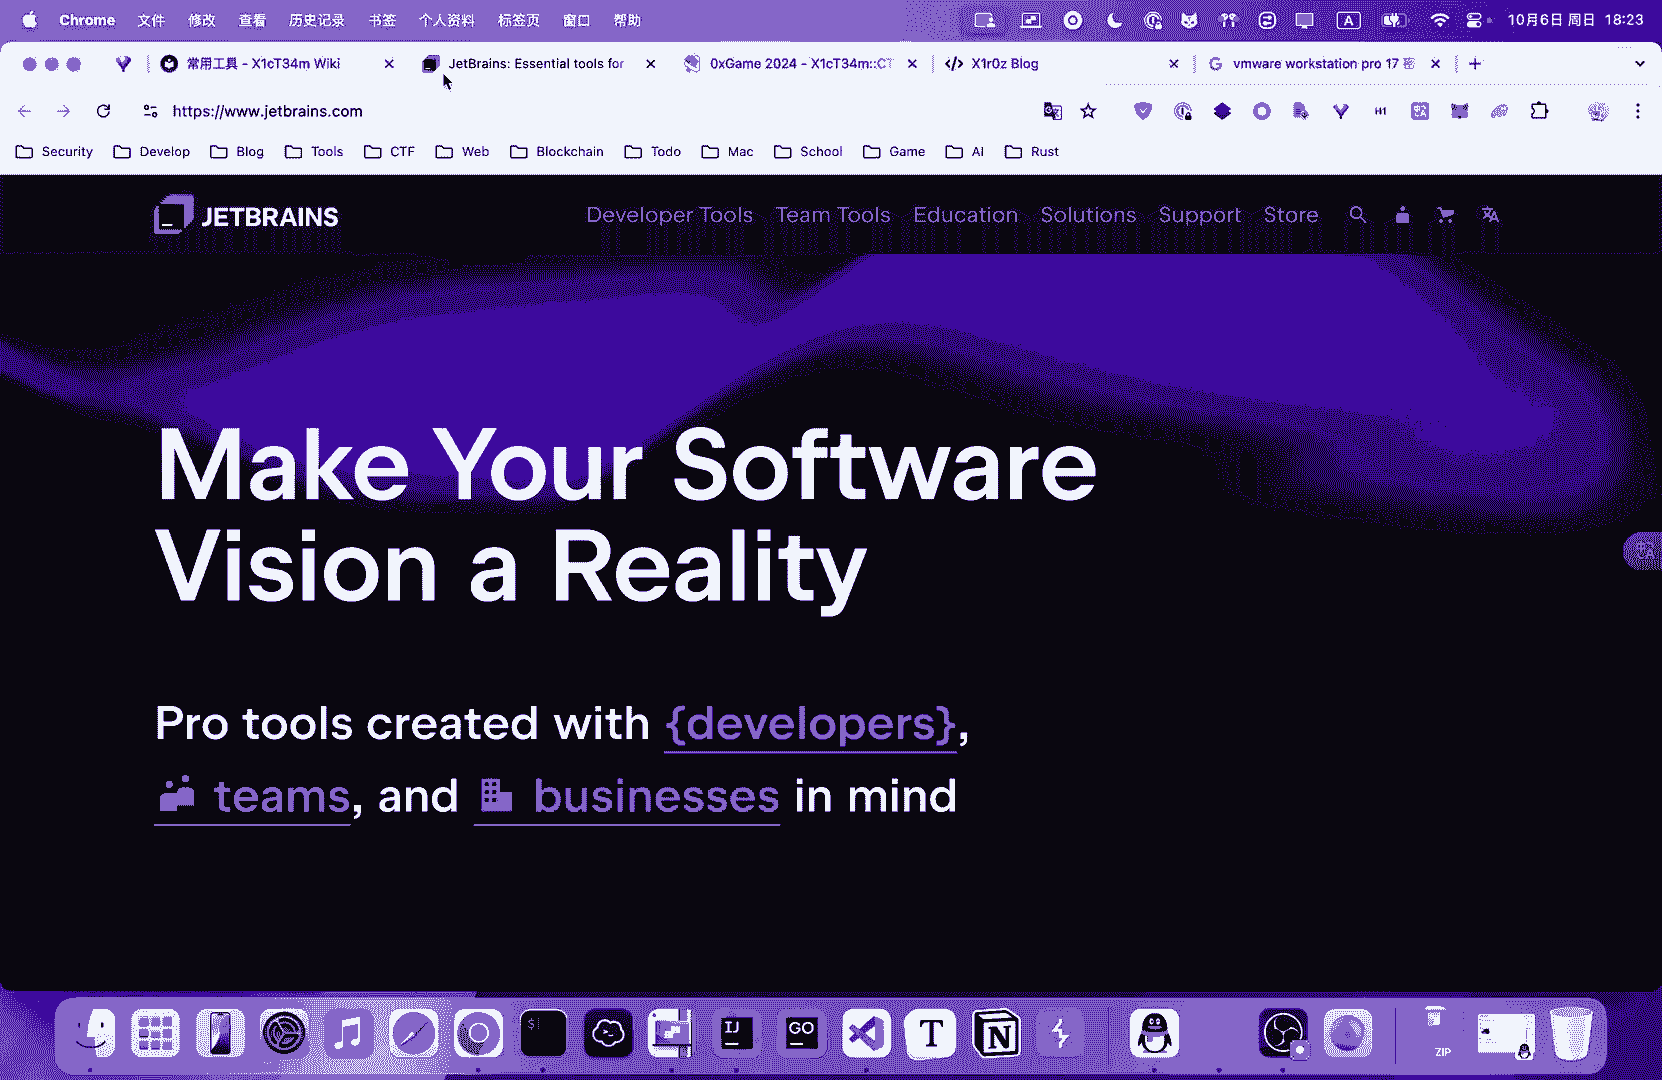 Chrome 文件 修改 查看 历史记录 书签 个人资料 标签页 窗口 帮助 A 10月6日 周日 18:23
常用工具 - X1cT34m Wiki JetBrains: Essential tools for 0xGame 2024 - X1cT34m::CT X1r0z Blog vmware workstation pro 17 密
https://www.jetbrains.com
Security Develop Blog Tools CTF Web Blockchain Todo Mac School Game AI Rust
JETBRAINS Developer Tools Team Tools Education Solutions Support Store
Make Your Software
Vision a Reality
Pro tools created with {developers},
teams, and businesses in mind
$ IJ GO T N
ZIP